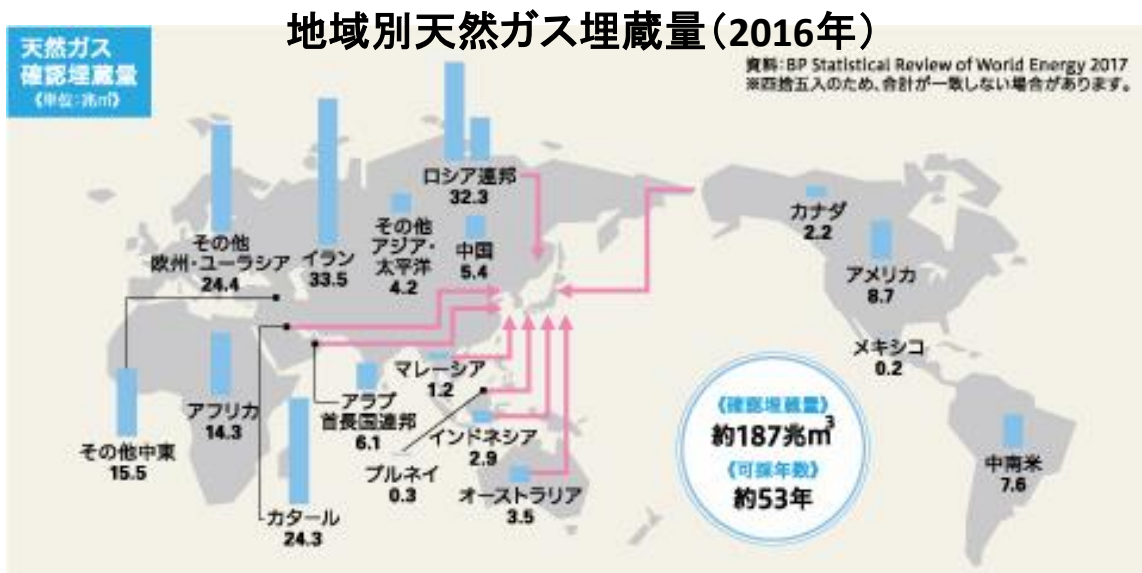 地域別天然ガス埋蔵量（2016年）
天然ガス
確認埋蔵量
《単位：兆㎥》
資料：BP Statistical Review of World Energy 2017
※四捨五入のため、合計が一致しない場合があります。
ロシア連邦
32.3
その他
欧州・ユーラシア
24.4
イラン
33.5
その他
アジア・
太平洋
4.2
中国
5.4
カナダ
2.2
アメリカ
8.7
メキシコ
0.2
マレーシア
1.2
アラブ
首長国連邦
6.1
アフリカ
14.3
その他中東
15.5
インドネシア
2.9
ブルネイ
0.3
オーストラリア
3.5
カタール
24.3
《確認埋蔵量》
約187兆m³
《可採年数》
約53年
中南米
7.6